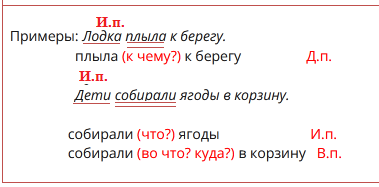 И.п.
Примеры: Лодка плыла к берегу.
плыла (к чему?) к берегу Д.п.
И.п.
Дети собирали ягоды в корзину.
собирали (что?) ягоды И.п.
собирали (во что? куда?) в корзину В.п.